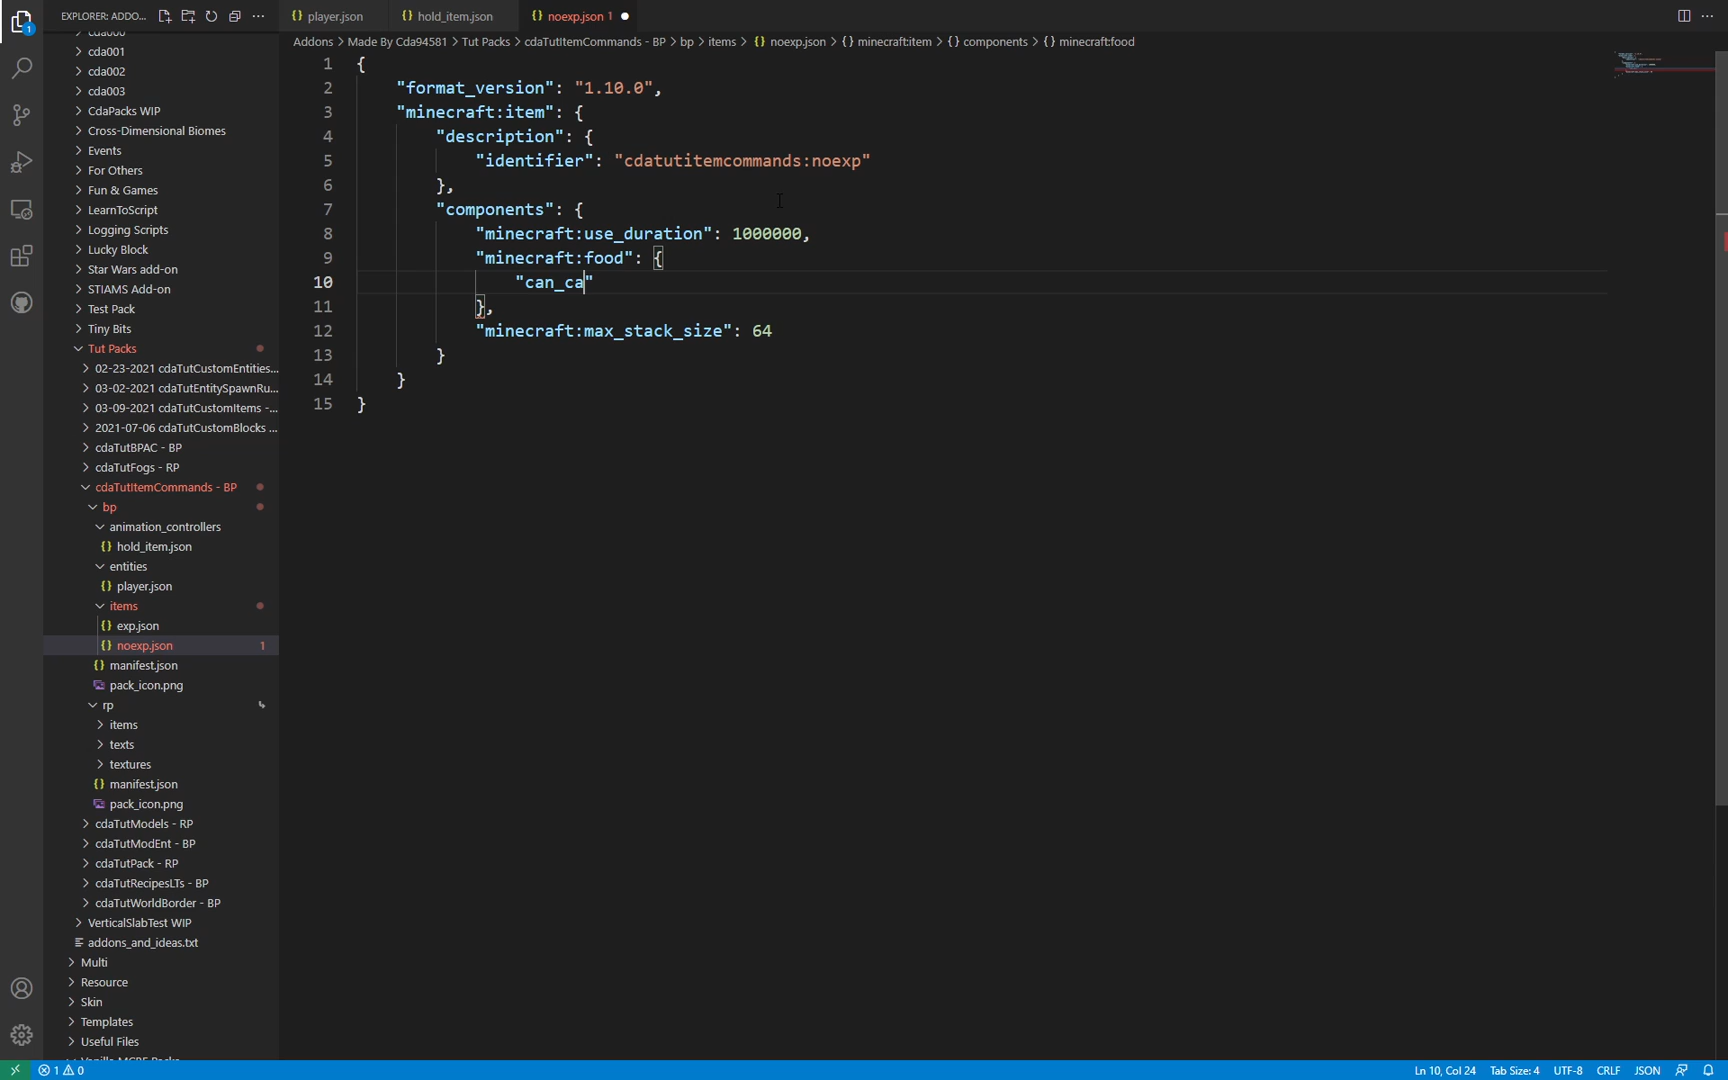 EXPLORER: ADDO...
player.json
hold_item.json
noexp.json 1
Addons > Made By Cda94581 > Tut Packs > cdaTutItemCommands - BP > bp > items > {} noexp.json > {} minecraft:item > {} components > {} minecraft:food
cda000
cda001
cda002
cda003
CdaPacks WIP
Cross-Dimensional Biomes
Events
For Others
Fun & Games
LearnToScript
Logging Scripts
Lucky Block
Star Wars add-on
STIAMS Add-on
Test Pack
Tiny Bits
Tut Packs
02-23-2021 cdaTutCustomEntities...
03-02-2021 cdaTutEntitySpawnRu...
03-09-2021 cdaTutCustomItems -...
2021-07-06 cdaTutCustomBlocks ...
cdaTutBPAC - BP
cdaTutFogs - RP
cdaTutItemCommands - BP
bp
animation_controllers
{} hold_item.json
entities
{} player.json
items
{} exp.json
{} noexp.json 1
{} manifest.json
pack_icon.png
rp
items
texts
textures
{} manifest.json
pack_icon.png
cdaTutModels - RP
cdaTutModEnt - BP
cdaTutPack - RP
cdaTutRecipesLTs - BP
cdaTutWorldBorder - BP
VerticalSlabTest WIP
addons_and_ideas.txt
Multi
Resource
Skin
Templates
Useful Files
1 {
2 "format_version": "1.10.0",
3 "minecraft:item": {
4 "description": {
5 "identifier": "cdatutitemcommands:noexp"
6 },
7 "components": {
8 "minecraft:use_duration": 1000000,
9 "minecraft:food": {
10 "can_ca"
11 },
12 "minecraft:max_stack_size": 64
13 }
14 }
15 }
1
1 0
Ln 10, Col 24 Tab Size: 4 UTF-8 CRLF JSON